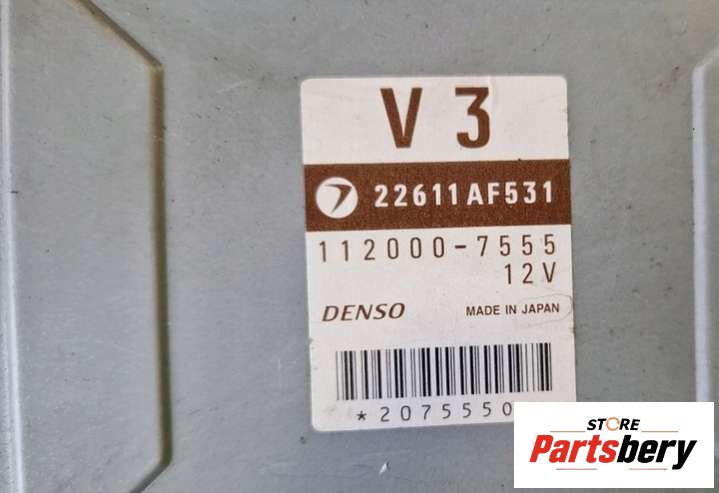 V 3
22611AF531
112000-7555
12V
DENSO MADE IN JAPAN
*2075550
STORE
Partsbery